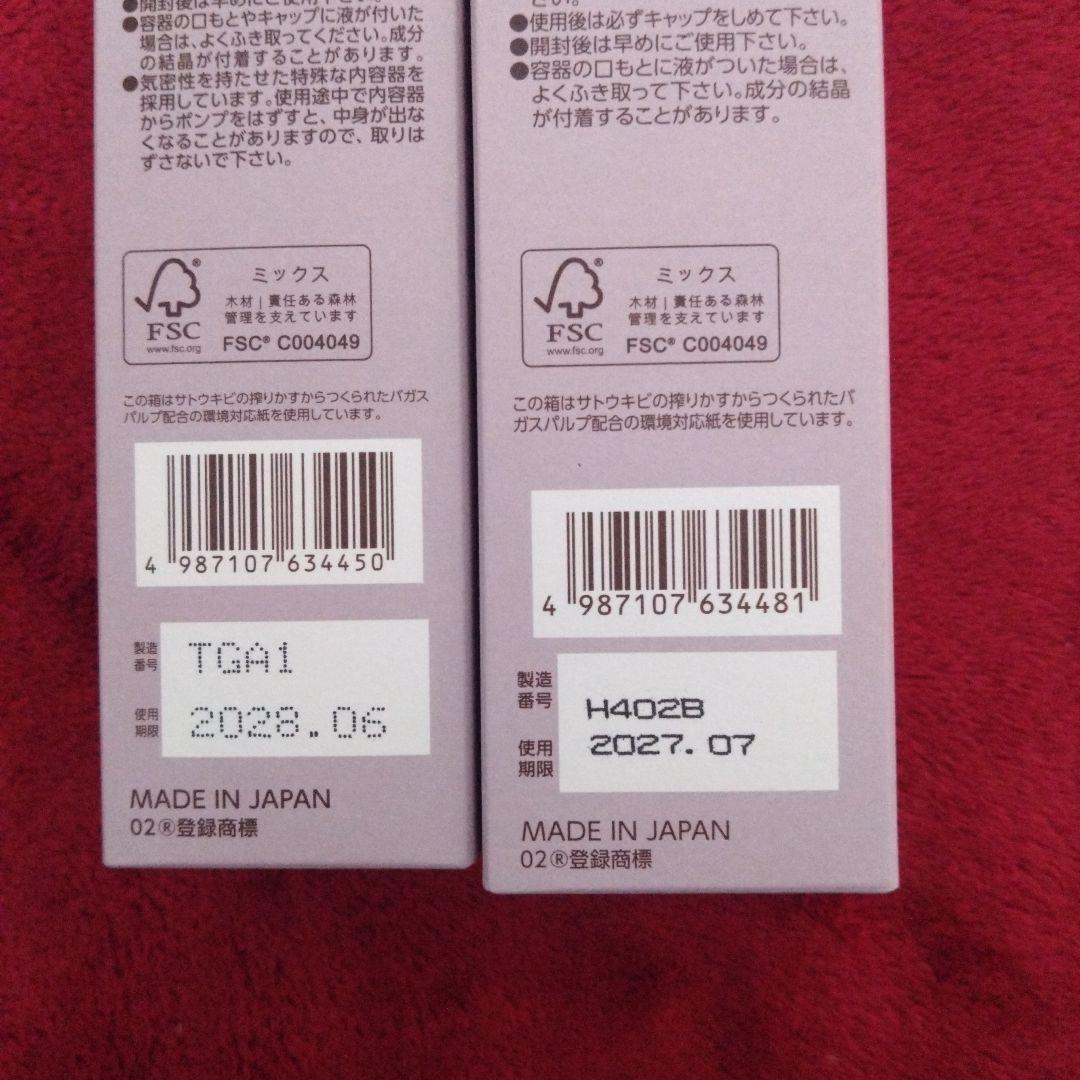 ●開封後は早めにご使用下さい。
●容器の口もとやキャップに液が付いた
場合は、よくふき取ってください。成分
の結晶が付着することがあります。
●気密性を持たせた特殊な内容器を
採用しています。使用途中で内容器
からポンプをはずすと、中身が出な
くなることがありますので、取りは
ずさないで下さい。
ミックス
木材 | 責任ある森林
管理を支えています
FSC® C004049
FSC
www.fsc.org
この箱はサトウキビの搾りかすからつくられたバガス
パルプ配合の環境対応紙を使用しています。
4 987107 634450
製造
番号
TGA1
使用
期限
2028.06
MADE IN JAPAN
02®登録商標
さい。
●使用後は必ずキャップをしめて下さい。
●開封後は早めにご使用下さい。
●容器の口もとに液がついた場合は、
よくふき取って下さい。成分の結晶
が付着することがあります。
ミックス
木材 | 責任ある森林
管理を支えています
FSC® C004049
FSC
www.fsc.org
この箱はサトウキビの搾りかすからつくられたバ
ガスパルプ配合の環境対応紙を使用しています。
4 987107 634481
製造
番号
H402B
使用
期限
2027.07
MADE IN JAPAN
02®登録商標